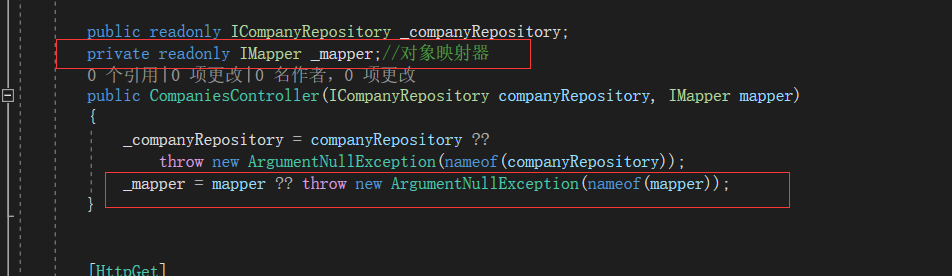 public readonly ICompanyRepository _companyRepository;
private readonly IMapper _mapper;//对象映射器
0 个引用|0 项更改|0 名作者, 0 项更改
public CompaniesController(ICompanyRepository companyRepository, IMapper mapper)
{
_companyRepository = companyRepository ??
throw new ArgumentNullException(nameof(companyRepository));
_mapper = mapper ?? throw new ArgumentNullException(nameof(mapper));
}
[HttpGet]